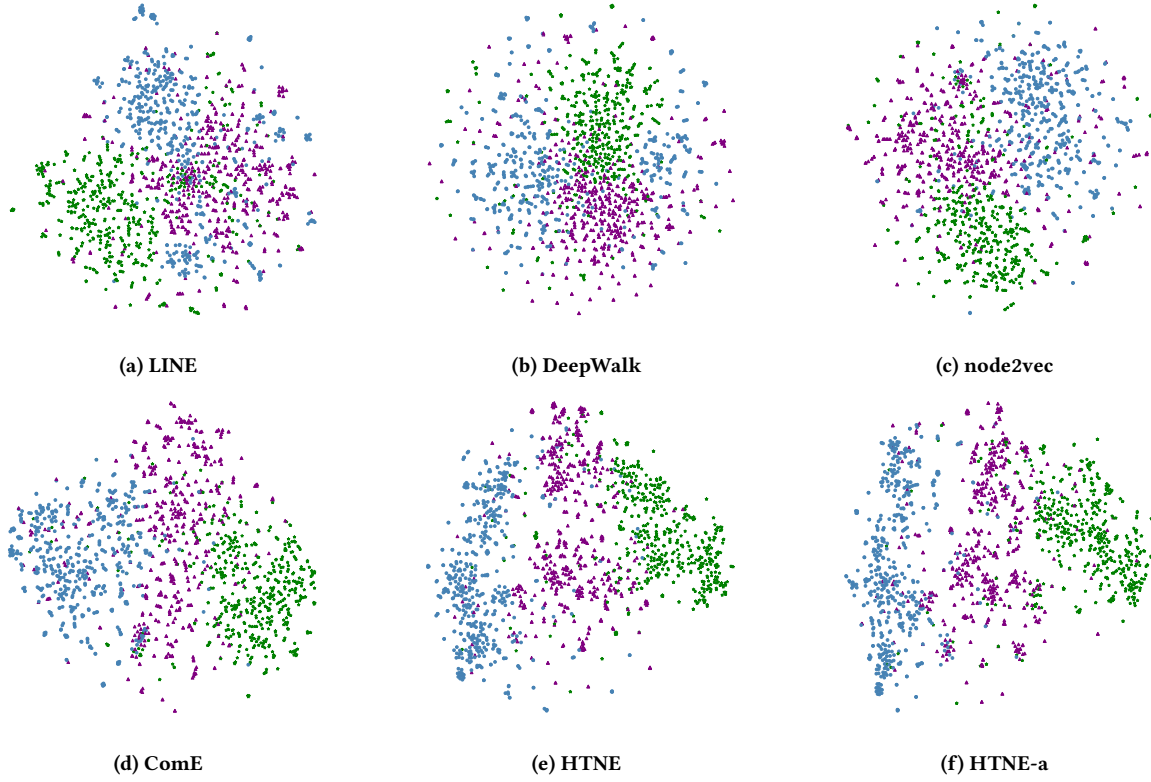 (a) LINE
(b) DeepWalk
(c) node2vec
(d) ComE
(e) HTNE
(f) HTNE-a